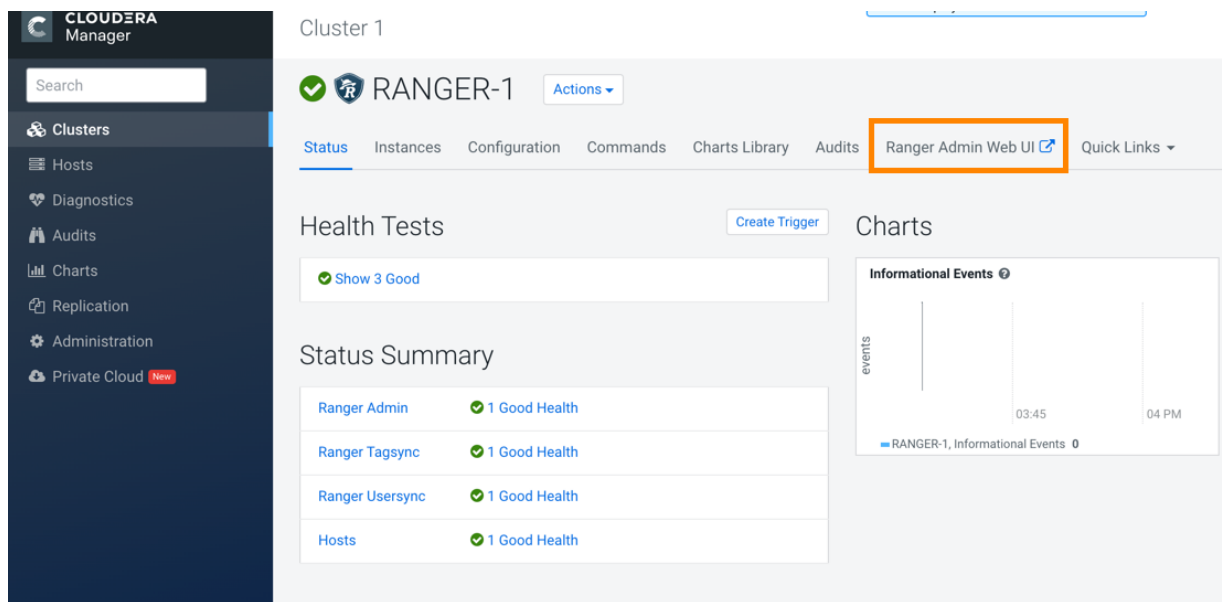 CLOUDERA
Manager
Search
Clusters
Hosts
Diagnostics
Audits
Charts
Replication
Administration
Private Cloud New
Cluster 1
RANGER-1 Actions
Status Instances Configuration Commands Charts Library Audits Ranger Admin Web UI Quick Links
Health Tests Create Trigger
Show 3 Good
Status Summary
Ranger Admin 1 Good Health
Ranger Tagsync 1 Good Health
Ranger Usersync 1 Good Health
Hosts 1 Good Health
Charts
Informational Events
events
03:45 04 PM
RANGER-1, Informational Events 0